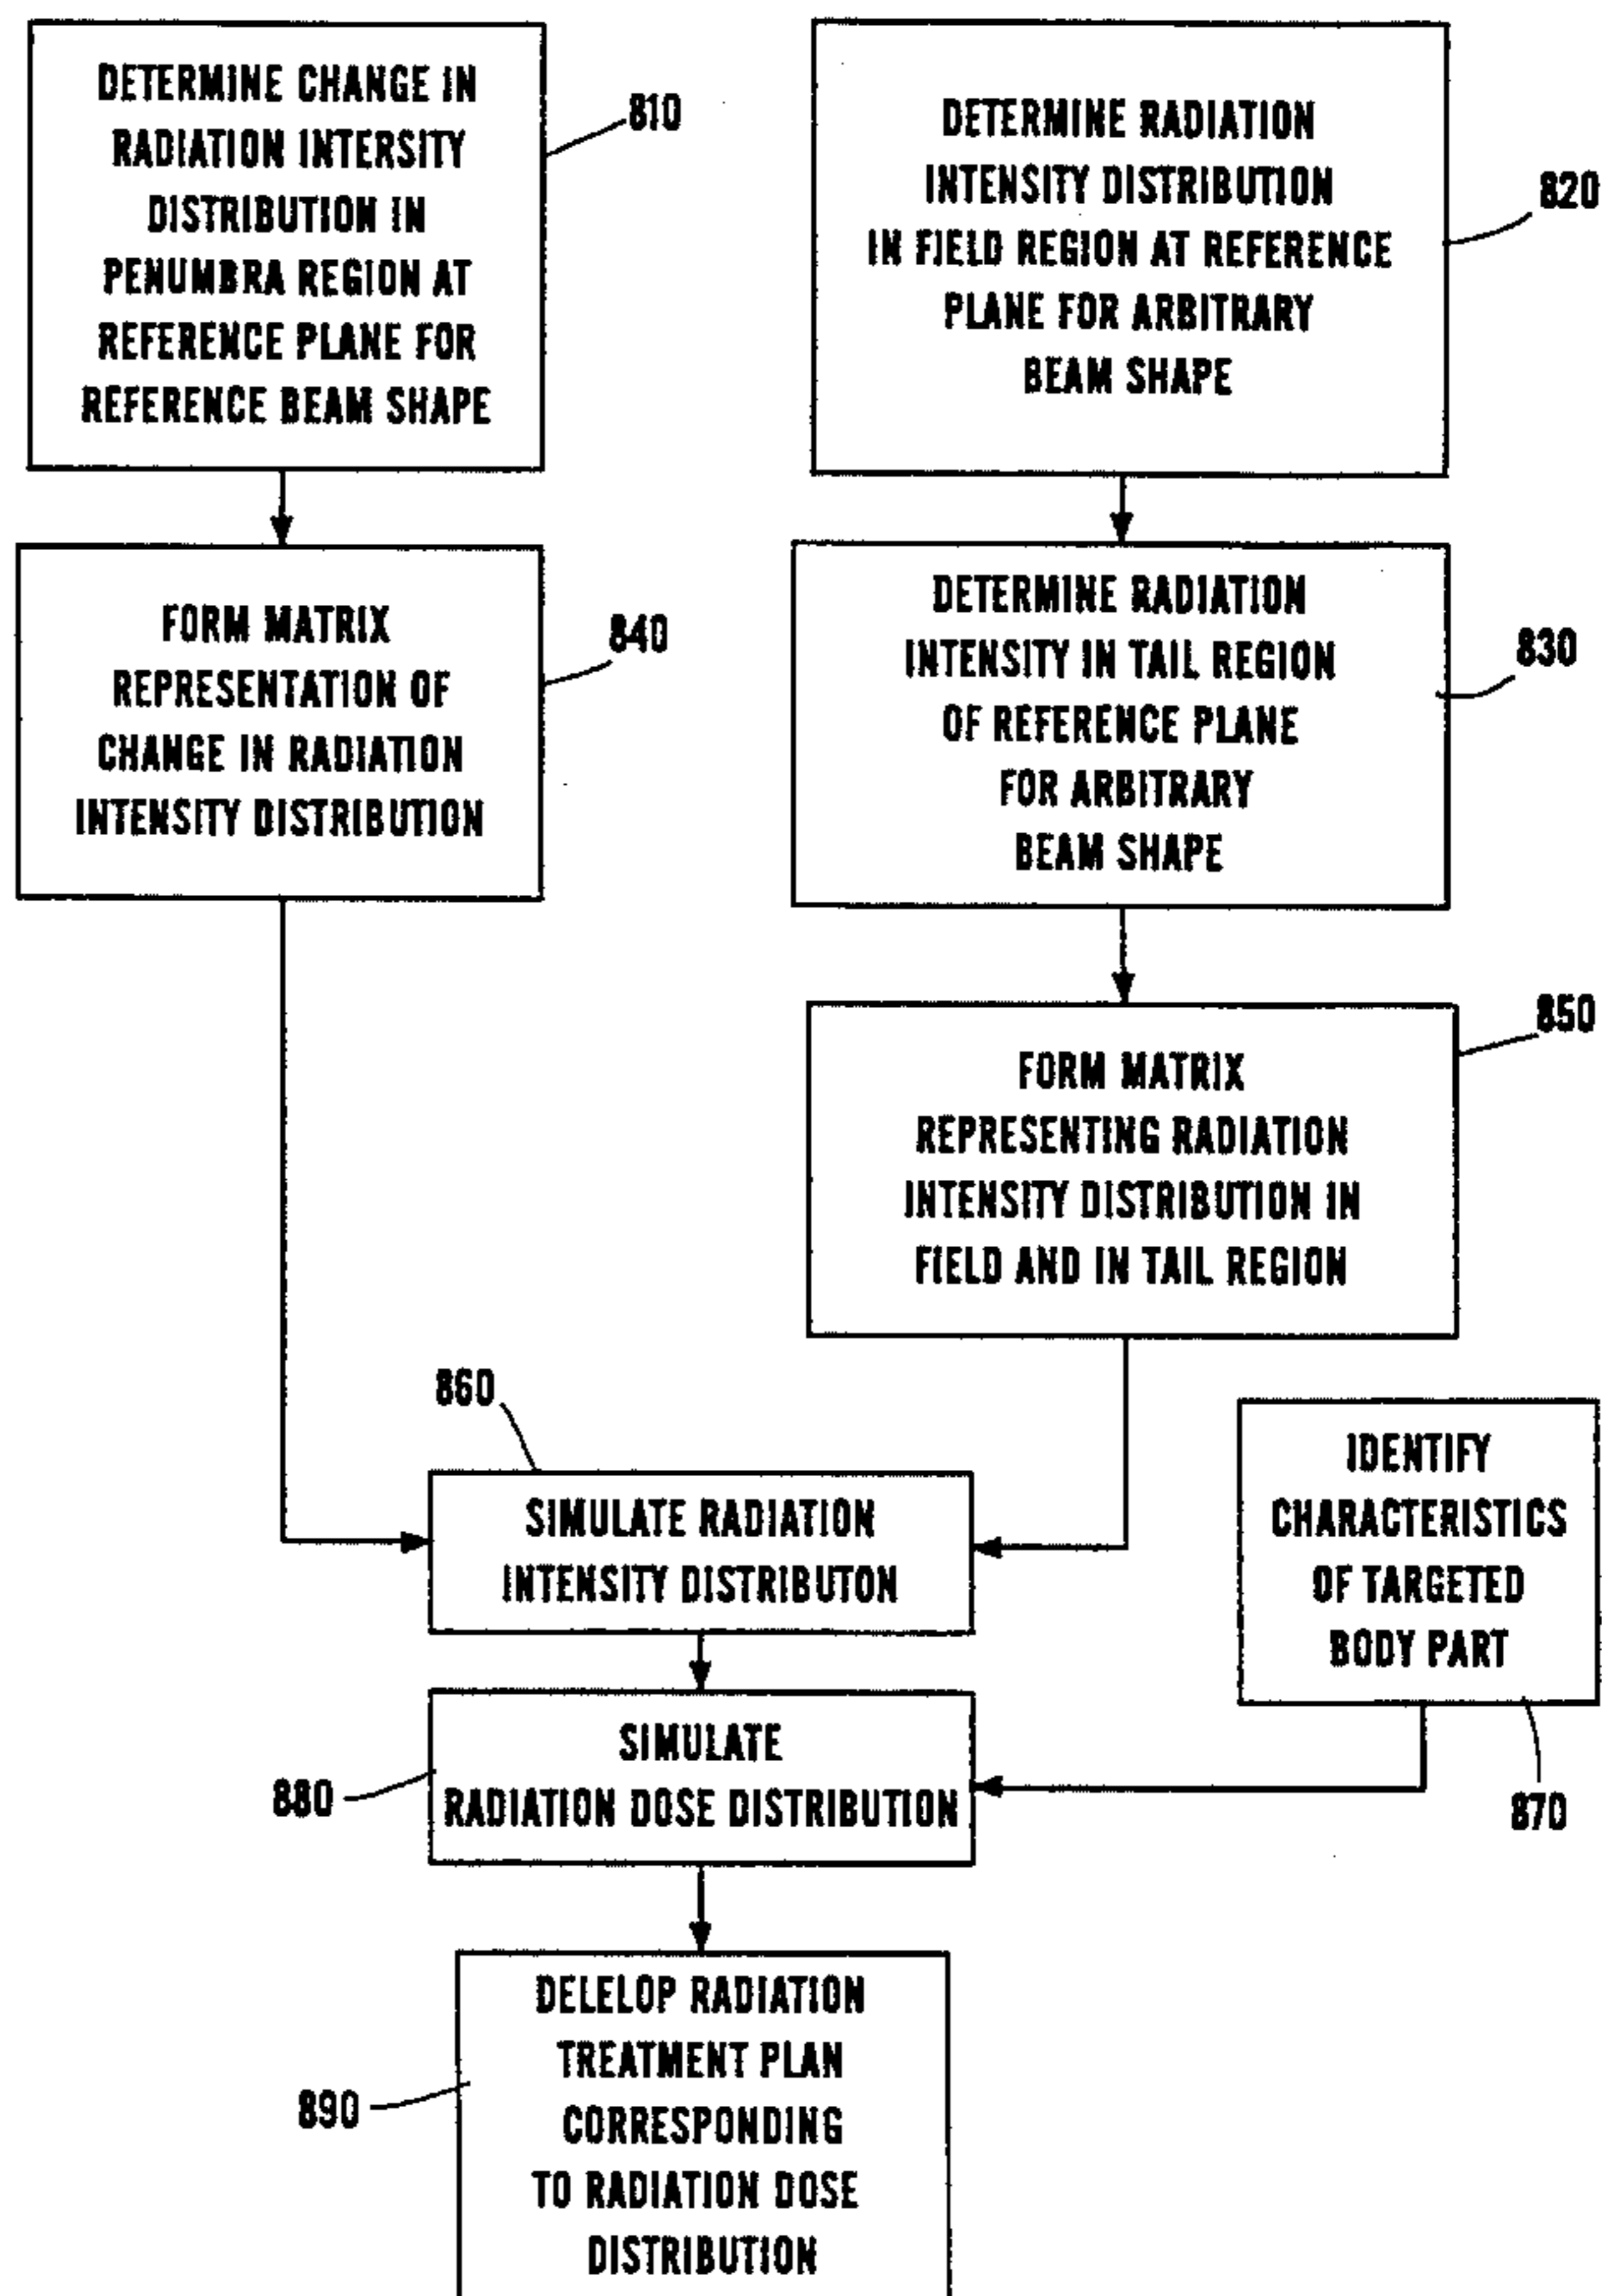 DETERMINE CHANGE IN
RADIATION INTERSITY
DISTRIBUTION IN
PENUMBRA REGION AT
REFERENCE PLANE FOR
REFERENCE BEAM SHAPE
810
DETERMINE RADIATION
INTENSITY DISTRIBUTION
IN FIELD REGION AT REFERENCE
PLANE FOR ARBITRARY
BEAM SHAPE
820
FORM MATRIX
REPRESENTATION OF
CHANGE IN RADIATION
INTENSITY DISTRIBUTION
840
DETERMINE RADIATION
INTENSITY IN TAIL REGION
OF REFERENCE PLANE
FOR ARBITRARY
BEAM SHAPE
830
FORM MATRIX
REPRESENTING RADIATION
INTENSITY DISTRIBUTION IN
FIELD AND IN TAIL REGION
850
860
SIMULATE RADIATION
INTENSITY DISTRIBUTON
IDENTIFY
CHARACTERISTICS
OF TARGETED
BODY PART
870
SIMULATE
RADIATION DOSE DISTRIBUTION
880
DELELOP RADIATION
TREATMENT PLAN
CORRESPONDING
TO RADIATION DOSE
DISTRIBUTION
890